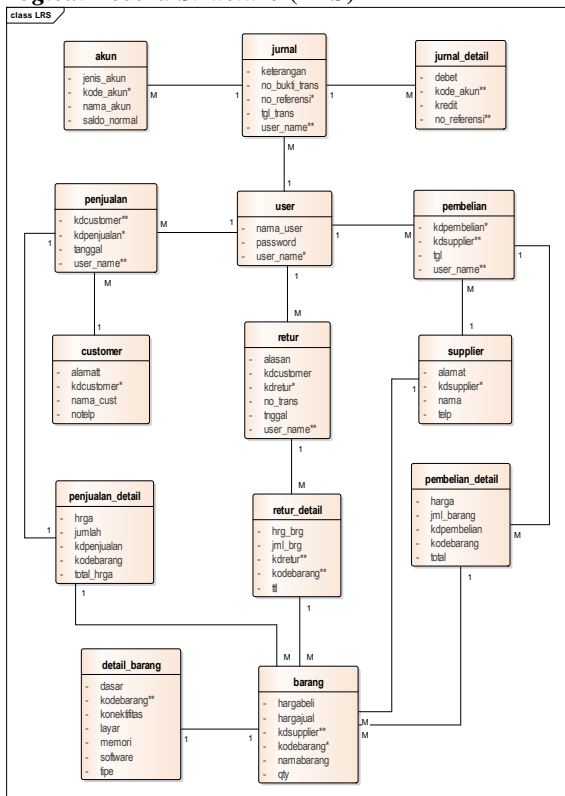 class LRS
akun
- jenis_akun
- kode_akun*
- nama_akun
- saldo_normal
M
1
jurnal
- keterangan
- no_bukti_trans
- no_referensi*
- tgl_trans
- user_name**
1
M
jurnal_detail
- debet
- kode_akun**
- kredit
- no_referensi**
M
1
penjualan
- kdcustomer**
- kdpenjualan*
- tanggal
- user_name**
M
1
user
- nama_user
- password
- user_name*
1
M
pembelian
- kdpembelian*
- kdsupplier**
- tgl
- user_name**
1
1
M
1
M
1
M
1
customer
- alamatt
- kdcustomer*
- nama_cust
- notelp
retur
- alasan
- kdcustomer
- kdretur*
- no_trans
- tnggal
- user_name**
supplier
- alamat
- kdsupplier*
- nama
- telp
1
1
M
penjualan_detail
- hrga
- jumlah
- kdpenjualan
- kodebarang
- total_hrga
1
1
retur_detail
- hrg_brg
- jml_brg
- kdretur**
- kodebarang**
- ttl
1
pembelian_detail
- harga
- jml_barang
- kdpembelian
- kodebarang
- total
M
1
M
M
detail_barang
- dasar
- kodebarang**
- konektifitas
- layar
- memori
- software
- tipe
1
1
barang
- hargabeli
- hargajual
- kdsupplier**
- kodebarang*
- namabarang
- qty
M
M